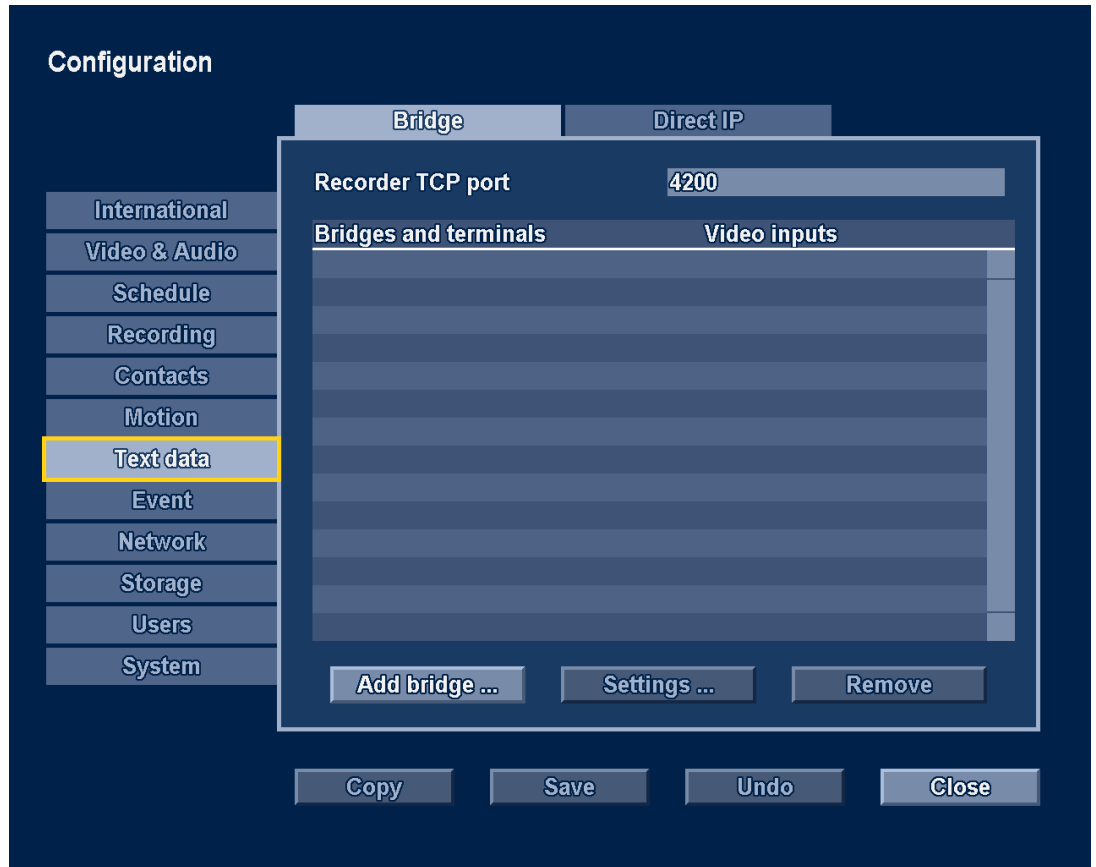 Configuration
Bridge
Direct IP
Recorder TCP port
4200
Bridges and terminals
Video inputs
International
Video & Audio
Schedule
Recording
Contacts
Motion
Text data
Event
Network
Storage
Users
System
Add bridge ...
Settings ...
Remove
Copy
Save
Undo
Close